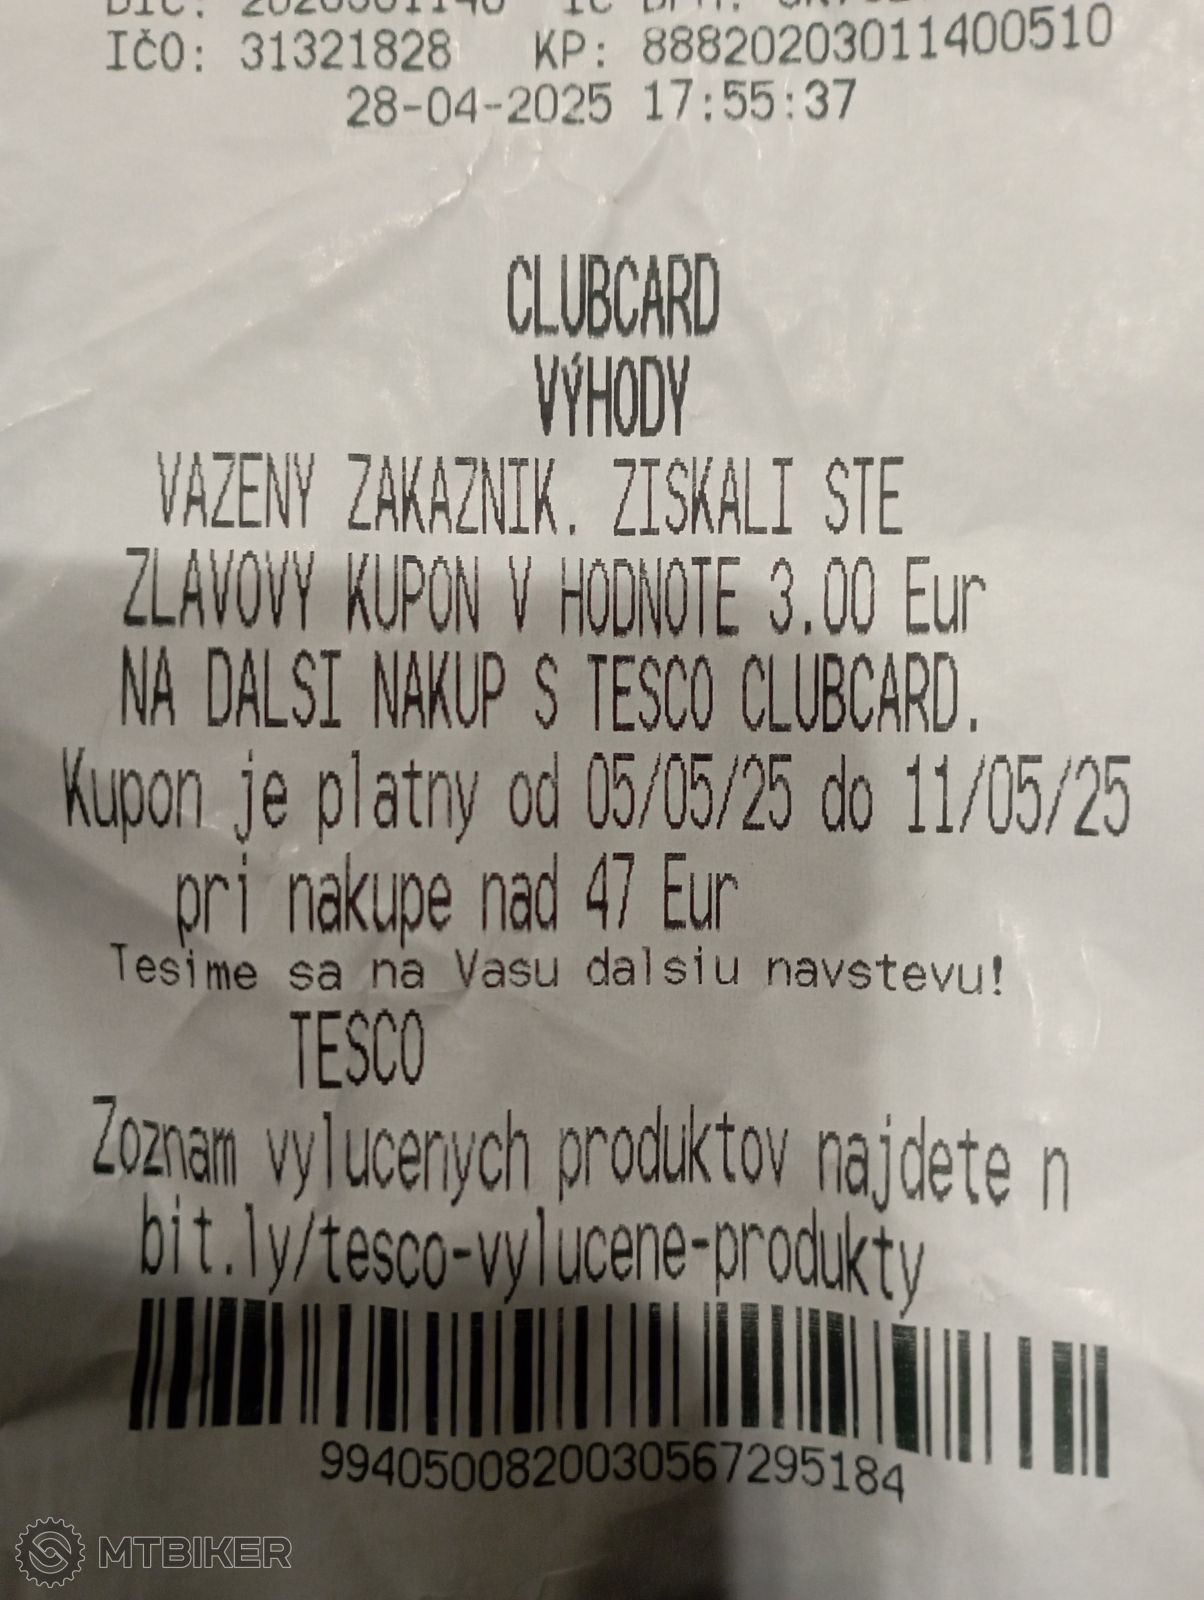 IČO: 31321828 KP: 88820203011400510
28-04-2025 17:55:37
CLUBCARD
VÝHODY
VAZENY ZAKAZNIK. ZISKALI STE
ZLAVOVY KUPON V HODNOTE 3.00 Eur
NA DALSI NAKUP S TESCO CLUBCARD.
Kupon je platny od 05/05/25 do 11/05/25
pri nakupe nad 47 Eur
Tesime sa na Vasu dalsiu navstevu!
TESCO
Zoznam vylucenych produktov najdete n
bit.ly/tesco-vylucene-produkty
9940500820030567295184
MTBIKER